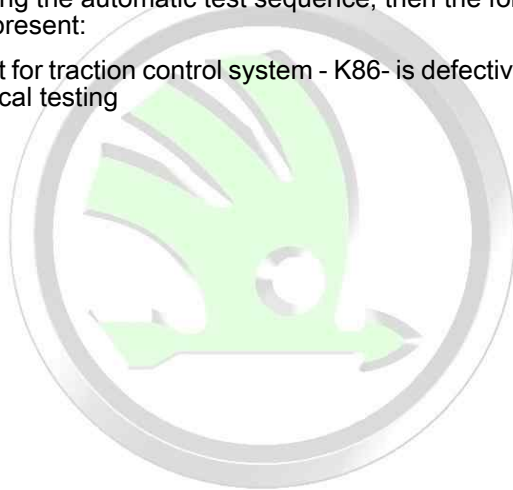 ng the automatic test sequence, then the fo
present:
t for traction control system - K86- is defectiv
cal testing